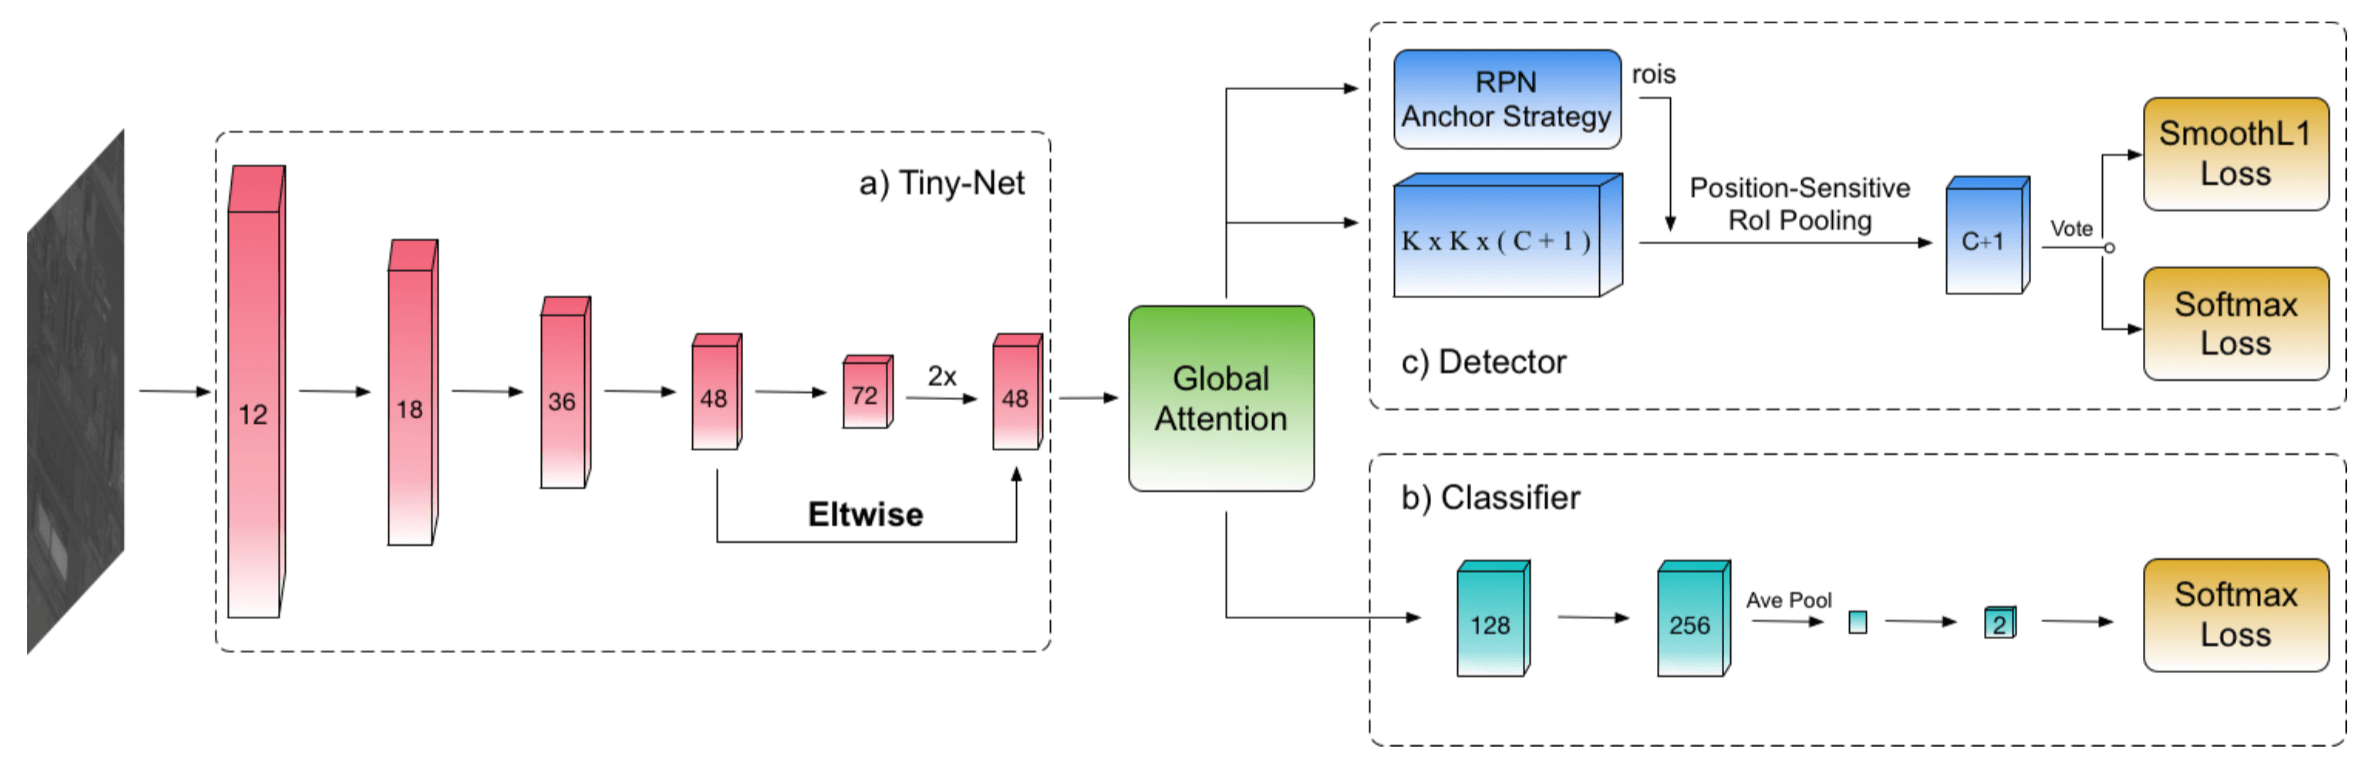 a) Tiny-Net
12
18
36
48
72
2x
48
Eltwise
Global
Attention
RPN
Anchor Strategy
rois
K x K x ( C + 1 )
Position-Sensitive
RoI Pooling
C+1
Vote
SmoothL1
Loss
Softmax
Loss
c) Detector
b) Classifier
128
256
Ave Pool
2
Softmax
Loss